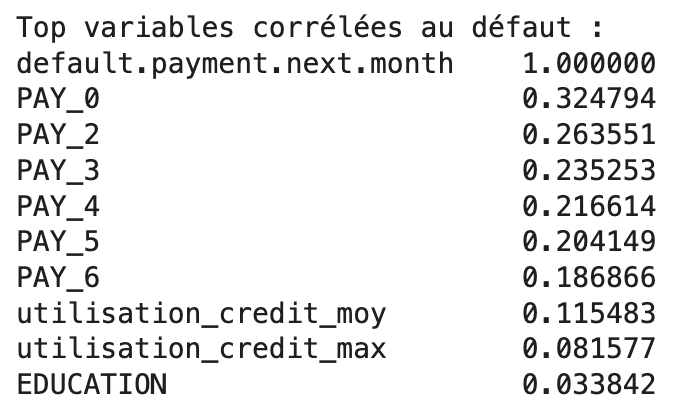 Top variables corrélées au défaut :
default.payment.next.month    1.000000
PAY_0                         0.324794
PAY_2                         0.263551
PAY_3                         0.235253
PAY_4                         0.216614
PAY_5                         0.204149
PAY_6                         0.186866
utilisation_credit_moy        0.115483
utilisation_credit_max        0.081577
EDUCATION                     0.033842